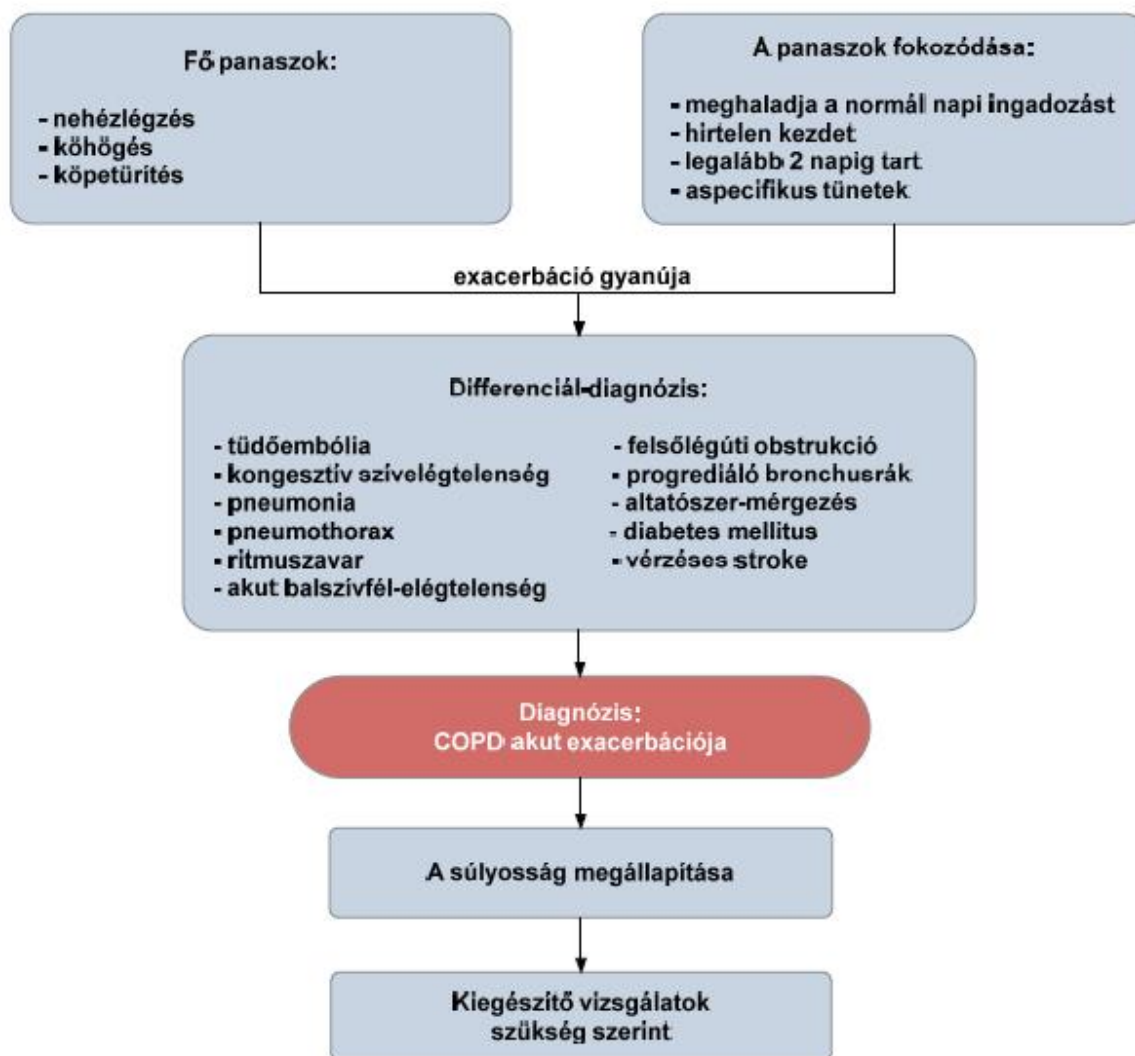 Fő panaszok:
- nehézlégzés
- köhögés
- köpetürítés
A panaszok fokozódása:
- meghaladja a normál napi ingadozást
- hirtelen kezdet
- legalább 2 napig tart
- aspecifikus tünetek
exacerbáció gyanúja
Differenciál-diagnózis:
- tüdőembólia
- kongesztív szívelégtelenség
- pneumonia
- pneumothorax
- ritmuszavar
- akut balszívfél-elégtelenség
- felsőlégúti obstrukció
- progrediáló bronchusrák
- altatószer-mérgezés
- diabetes mellitus
- vérzéses stroke
Diagnózis:
COPD akut exacerbációja
A súlyosság megállapítása
Kiegészítő vizsgálatok
szükség szerint